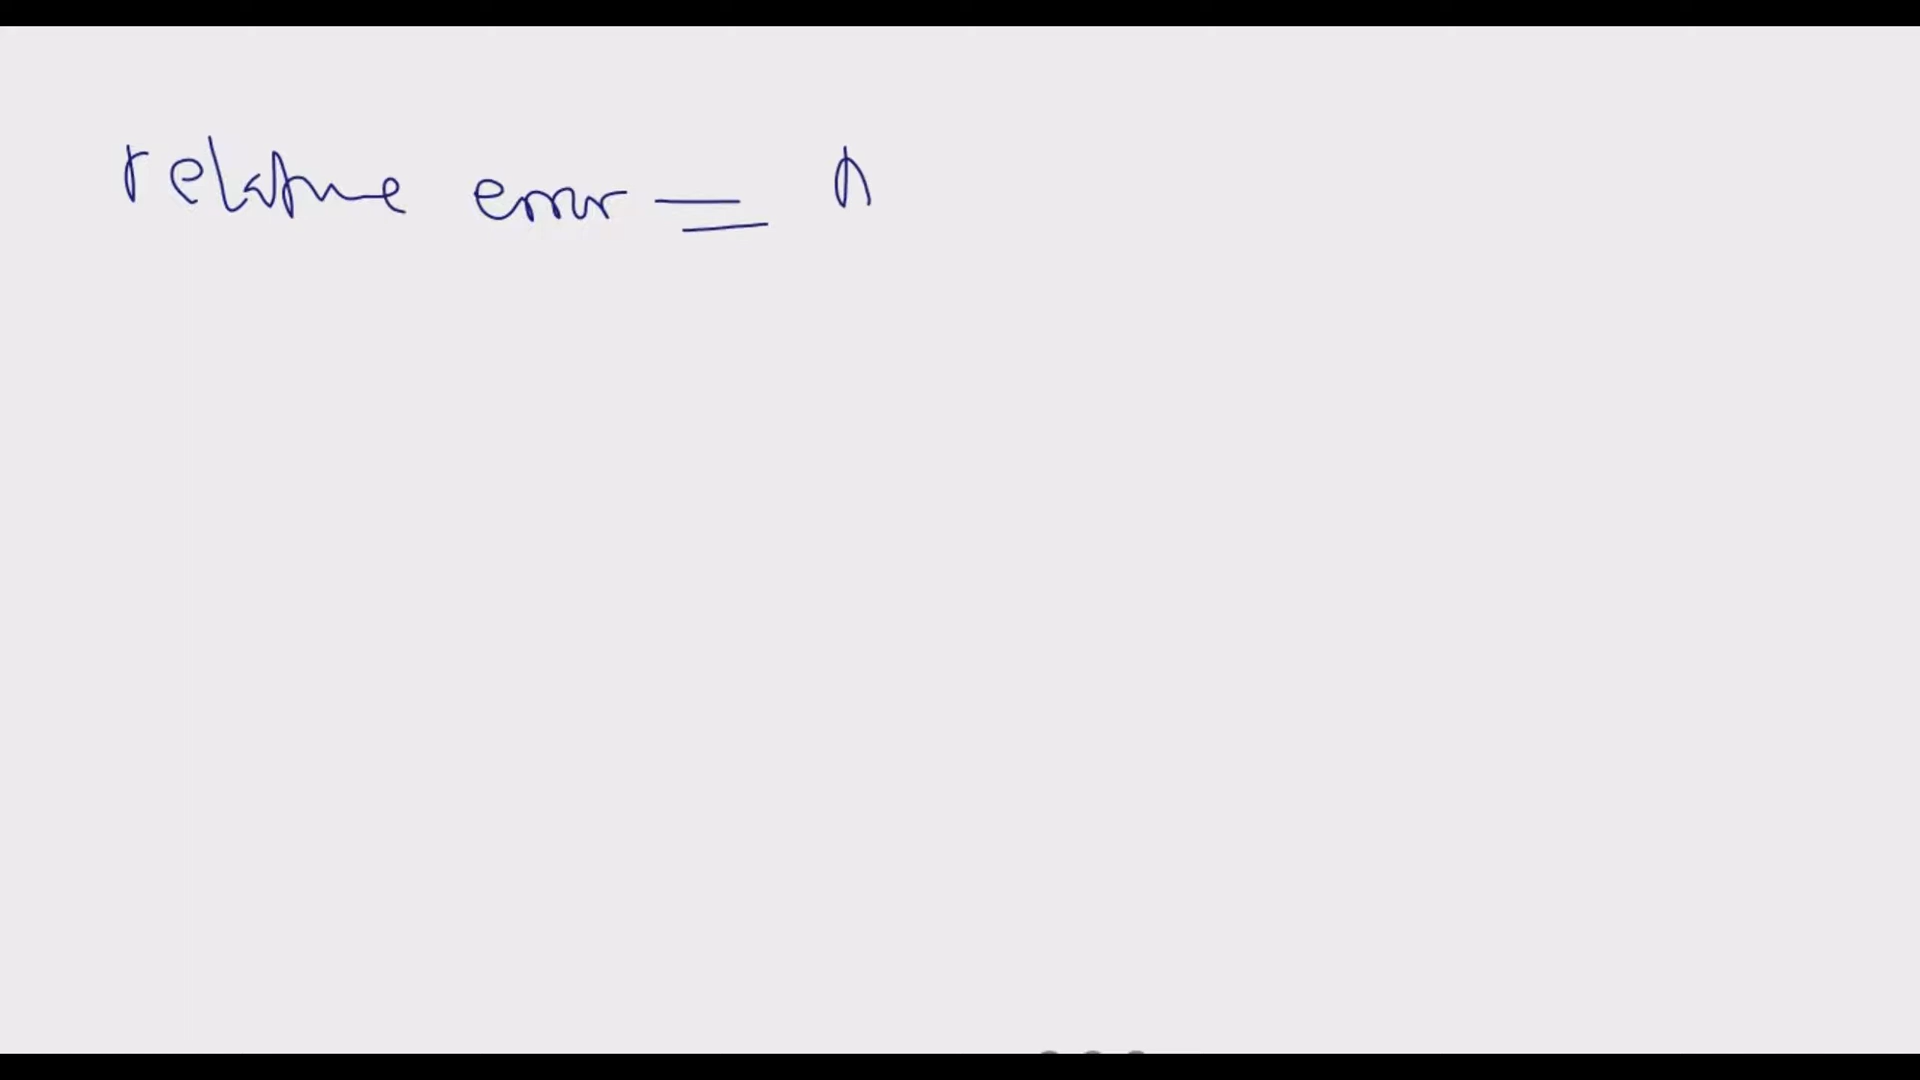 relative error =